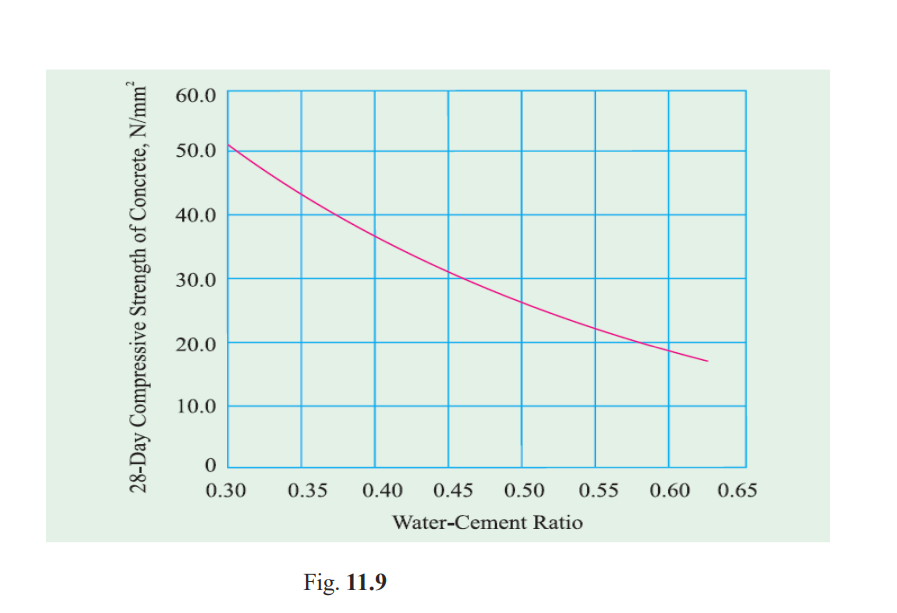 28-Day Compressive Strength of Concrete, N/mm²
60.0
50.0
40.0
30.0
20.0
10.0
0
0.30 0.35 0.40 0.45 0.50 0.55 0.60 0.65
Water-Cement Ratio
Fig. 11.9